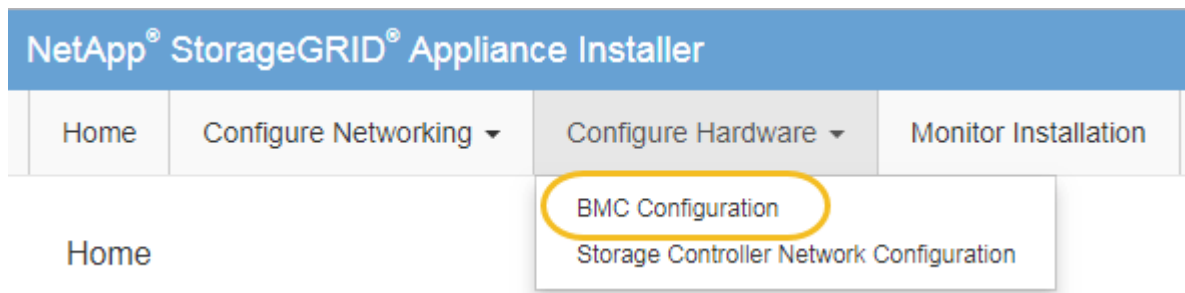 NetApp® StorageGRID® Appliance Installer
Home Configure Networking Configure Hardware Monitor Installation
BMC Configuration
Home Storage Controller Network Configuration